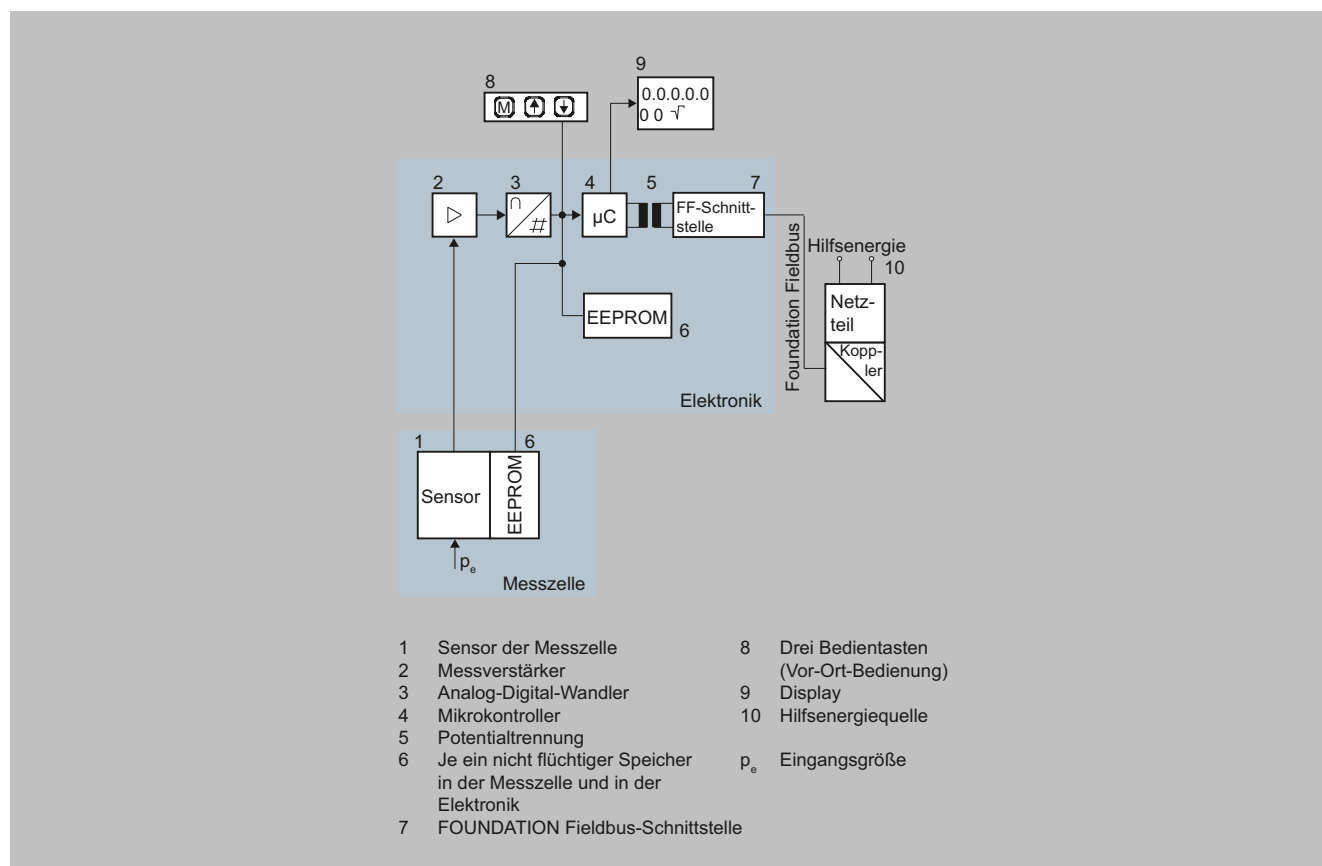 9
8
0.0.0.0.0
M
0 0 √
2
3
4
5
7
∩
#
µC
FF-Schnitt-
stelle
Foundation Fieldbus
Hilfsenergie
10
Netz-
teil
Kopp-
ler
EEPROM
6
Elektronik
1
6
Sensor
EEPROM
pe
Messzelle
1 Sensor der Messzelle
2 Messverstärker
3 Analog-Digital-Wandler
4 Mikrokontroller
5 Potentialtrennung
6 Je ein nicht flüchtiger Speicher
in der Messzelle und in der
Elektronik
7 FOUNDATION Fieldbus-Schnittstelle
8 Drei Bedientasten
(Vor-Ort-Bedienung)
9 Display
10 Hilfsenergiequelle
pe Eingangsgröße